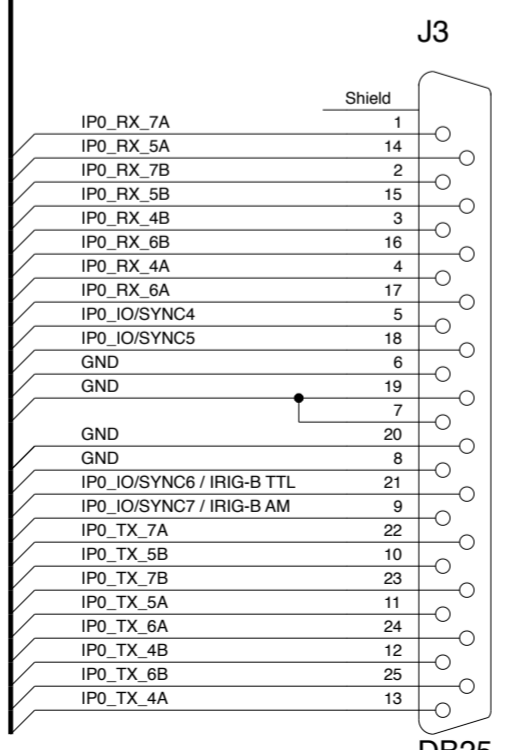 J3
Shield
IP0_RX_7A 1
IP0_RX_5A 14
IP0_RX_7B 2
IP0_RX_5B 15
IP0_RX_4B 3
IP0_RX_6B 16
IP0_RX_4A 4
IP0_RX_6A 17
IP0_IO/SYNC4 5
IP0_IO/SYNC5 18
GND 6
GND 19
7
GND 20
GND 8
IP0_IO/SYNC6 / IRIG-B TTL 21
IP0_IO/SYNC7 / IRIG-B AM 9
IP0_TX_7A 22
IP0_TX_5B 10
IP0_TX_7B 23
IP0_TX_5A 11
IP0_TX_6A 24
IP0_TX_4B 12
IP0_TX_6B 25
IP0_TX_4A 13
DB25